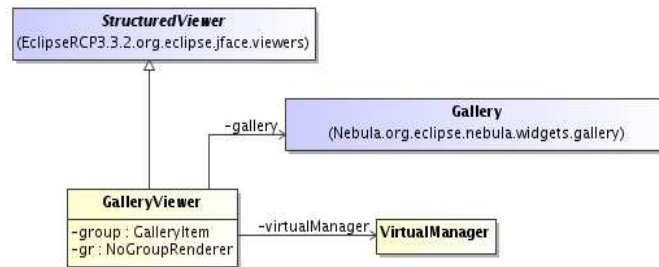 StructuredViewer
(EclipseRCP3.3.2.org.eclipse.jface.viewers)
Gallery
(Nebula.org.eclipse.nebula.widgets.gallery)
-gallery
GalleryViewer
-group : GalleryItem
-gr : NoGroupRenderer
-virtualManager
VirtualManager